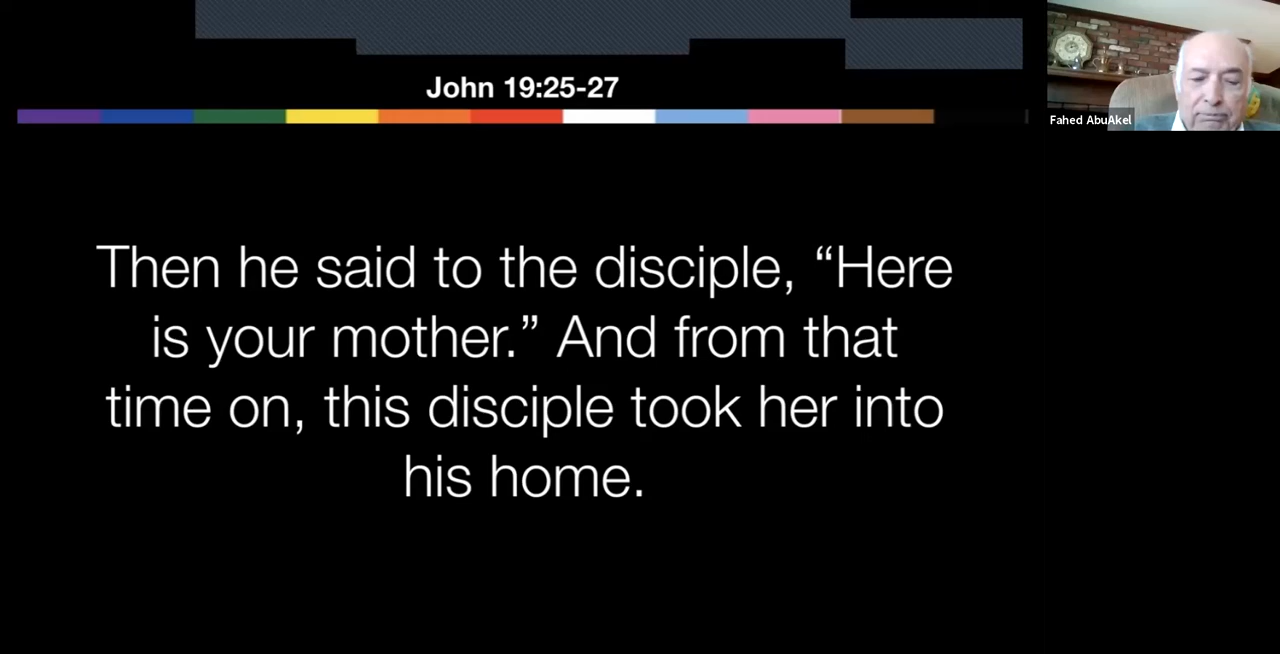 John 19:25-27
Fahed AbuAkel
Then he said to the disciple, “Here
is your mother.” And from that
time on, this disciple took her into
his home.